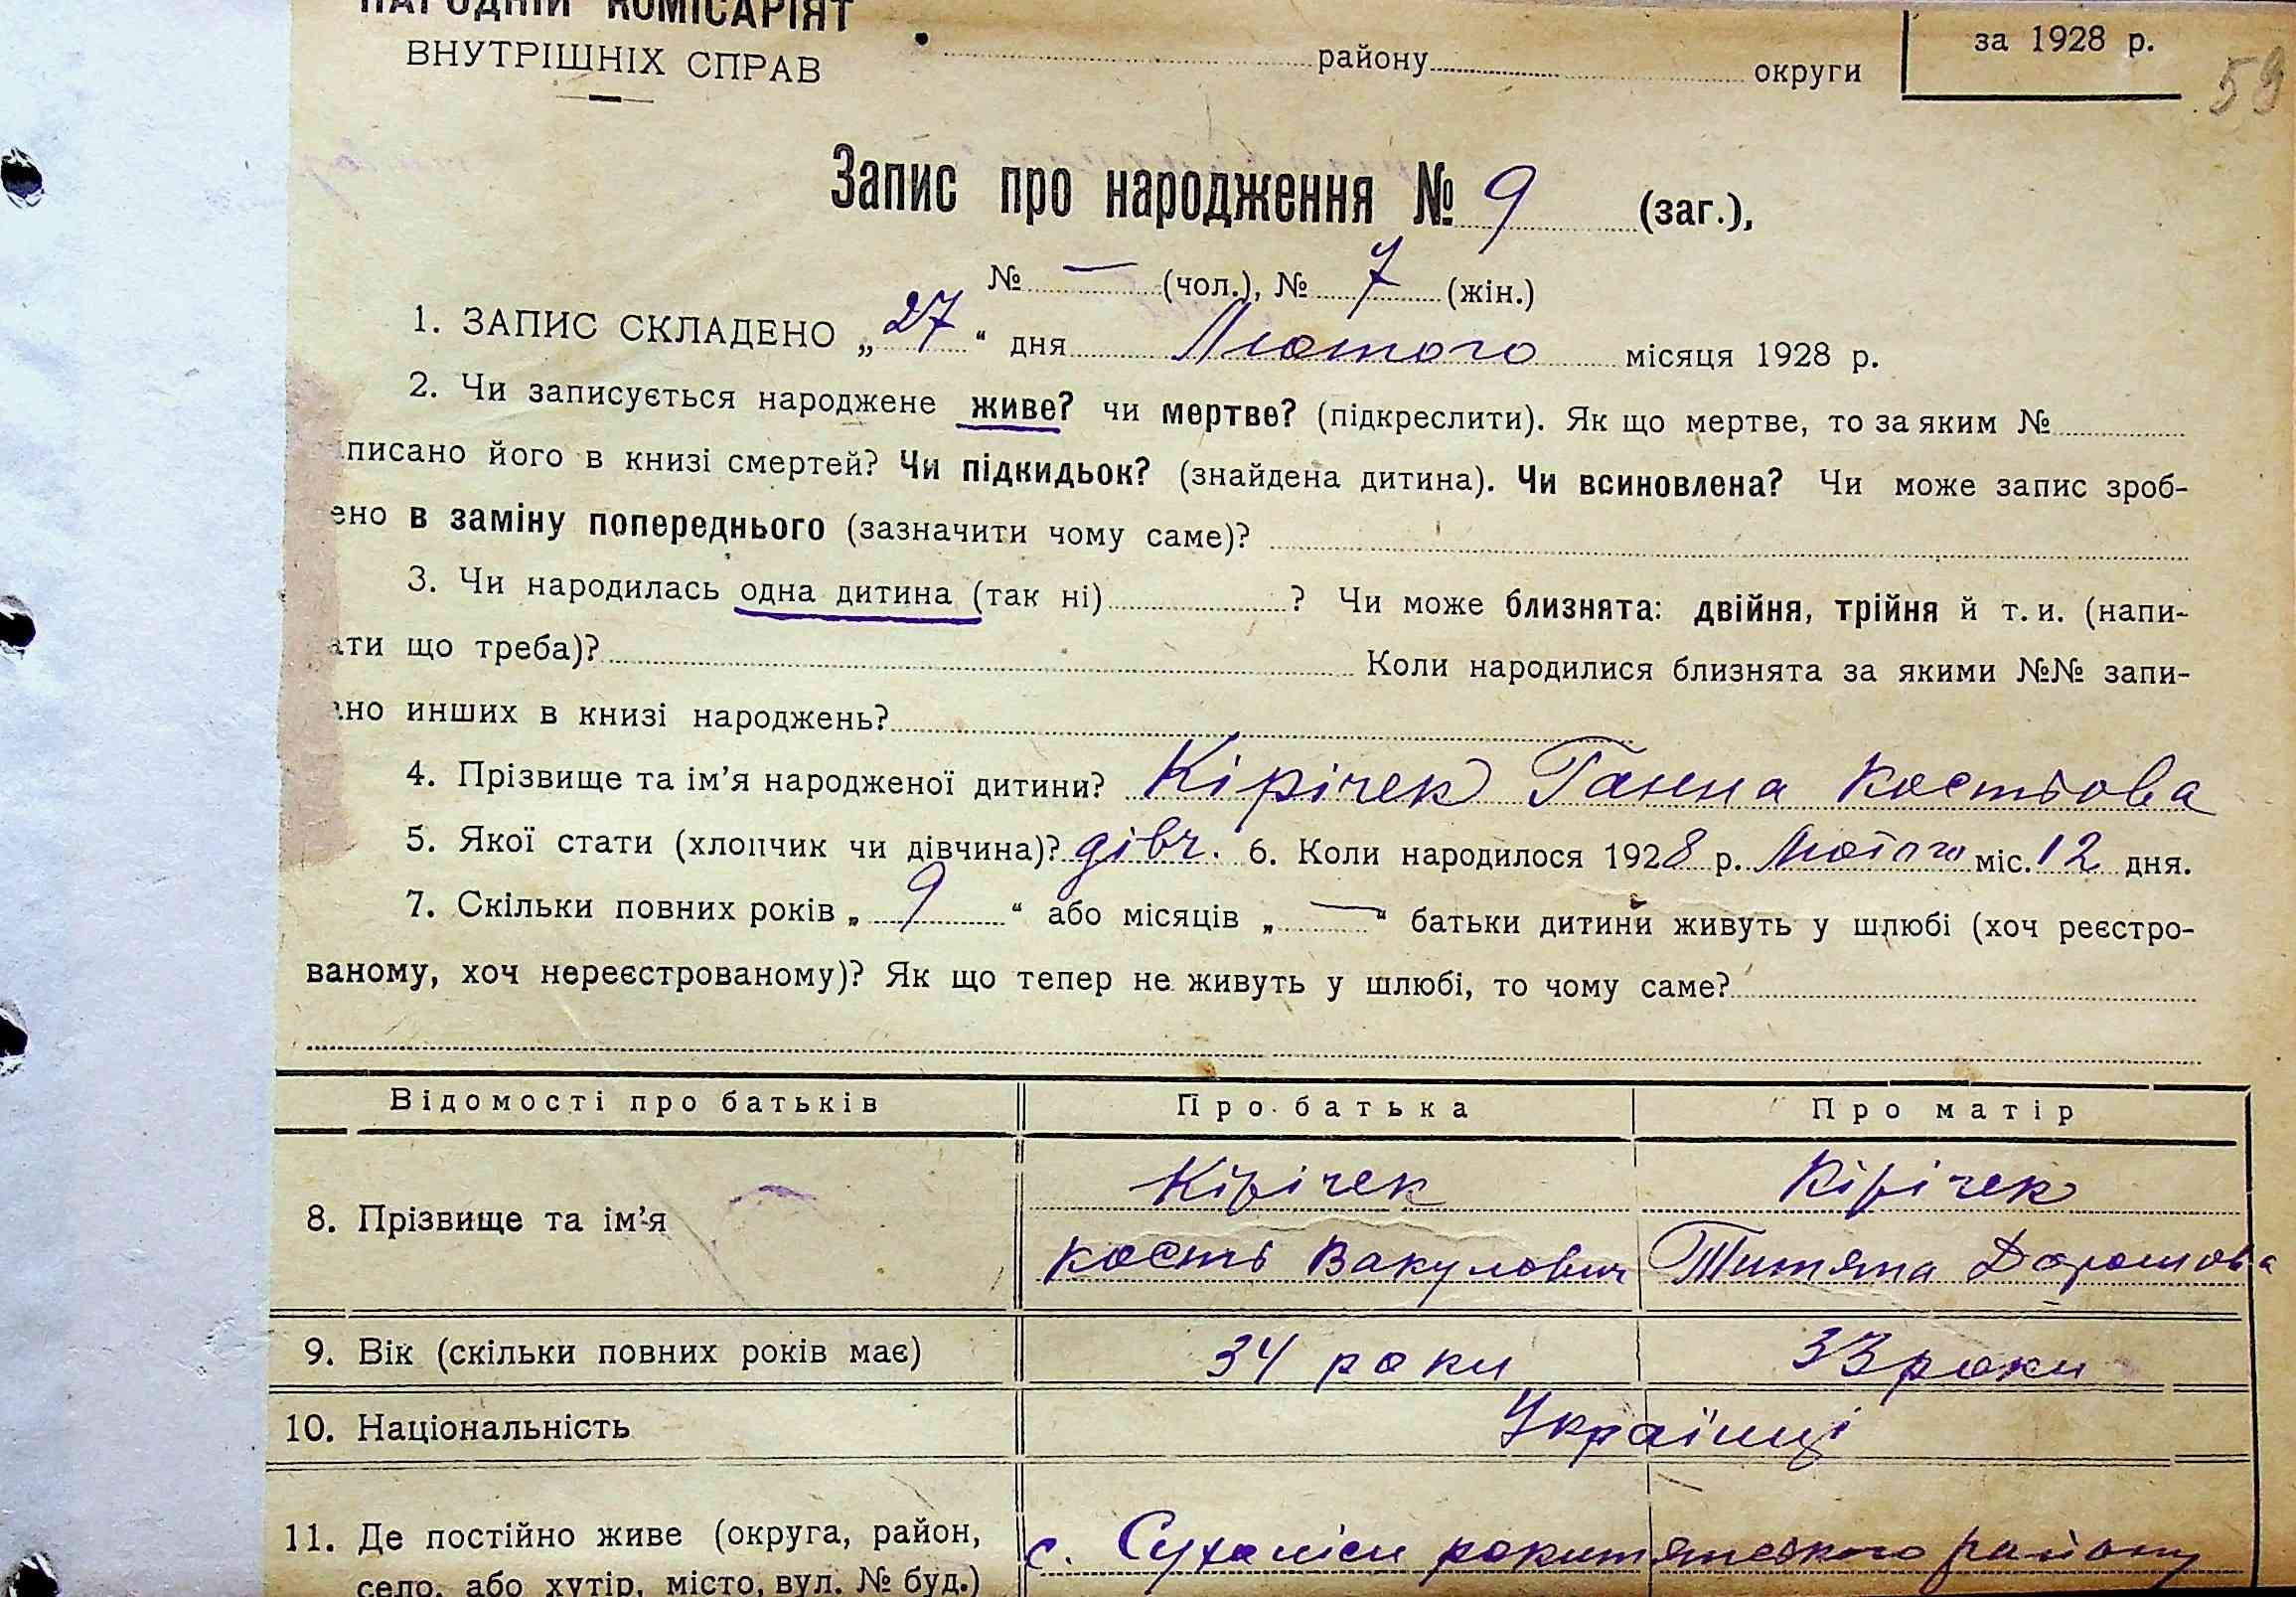 НАРОДНІЙ КОМІСАРІЯТ
ВНУТРІШНІХ СПРАВ
району округи
за 1928 р.
59
Запис про народження № 9 (заг.),
№ — (чол.), № 7 (жін.)
1. ЗАПИС СКЛАДЕНО „27“ дня Лютого місяця 1928 р.
2. Чи записується народжене живе? чи мертве? (підкреслити). Як що мертве, то за яким №
писано його в книзі смертей? Чи підкидьок? (знайдена дитина). Чи всиновлена? Чи може запис зроб-
ено в заміну попереднього (зазначити чому саме)?
3. Чи народилась одна дитина (так ні) ? Чи може близнята: двійня, трійня й т. и. (напи-
ати що треба)? Коли народилися близнята за якими №№ запи-
ано инших в книзі народжень?
4. Прізвище та ім’я народженої дитини? Кірічек Ганна Костьова
5. Якої стати (хлопчик чи дівчина)? дівч. 6. Коли народилося 1928 р. Лютого міс. 12 дня.
7. Скільки повних років „9“ або місяців „—“ батьки дитини живуть у шлюбі (хоч реєстро-
ваному, хоч нереєстрованому)? Як що тепер не живуть у шлюбі, то чому саме?
Відомості про батьків Про батька Про матір
8. Прізвище та ім’я
Кірічек Кірічек
Кость Вакулович Титяна Дорошова
9. Вік (скільки повних років має) 34 роки 33 роки
10. Національність Українці
11. Де постійно живе (округа, район, с. Сухаліси рокитянського району
село, або хутір, місто, вул. № буд.)